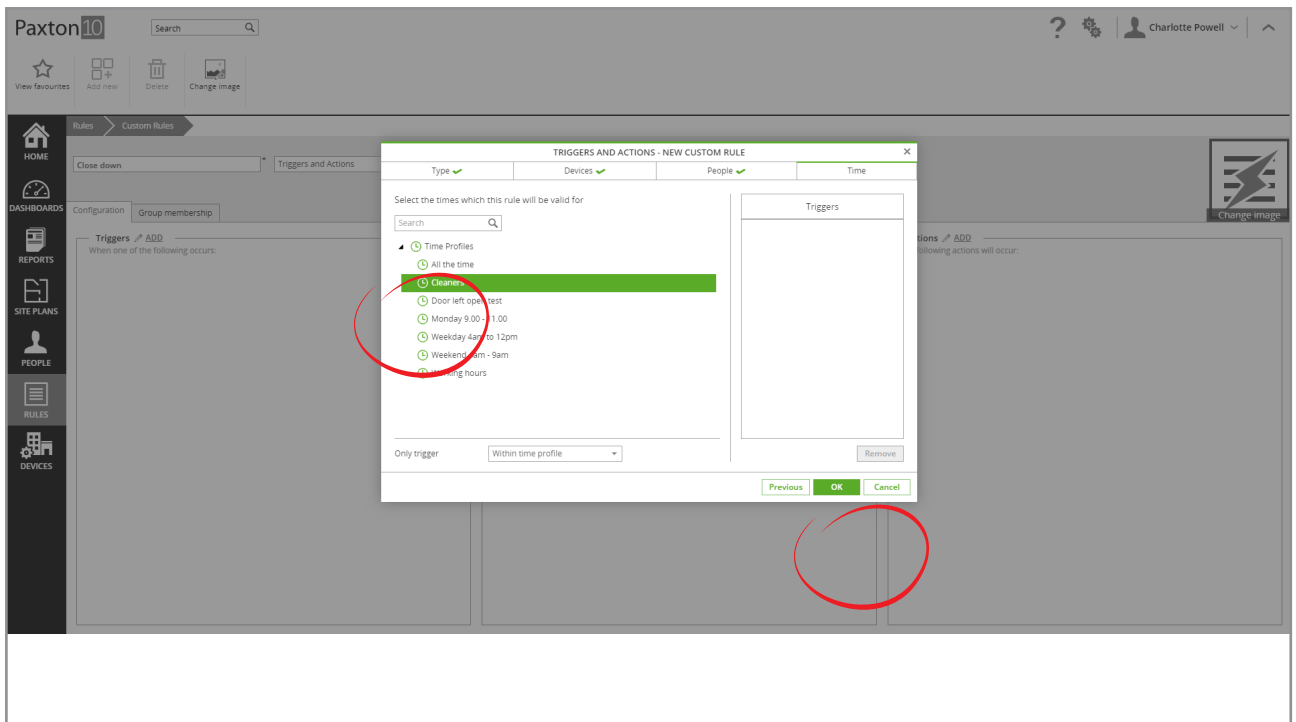 Paxton 10
Search
Charlotte Powell
View favourites
Add new
Delete
Change image
Rules
Custom Rules
HOME
DASHBOARDS
REPORTS
SITE PLANS
PEOPLE
RULES
DEVICES
Close down
*
Triggers and Actions
Change image
Configuration
Group membership
Triggers ADD
When one of the following occurs:
ADD
following actions will occur:
TRIGGERS AND ACTIONS - NEW CUSTOM RULE
Type
Devices
People
Time
Select the times which this rule will be valid for
Search
Time Profiles
All the time
Cleaners
Door left open test
Monday 9.00 - 11.00
Weekday 4am to 12pm
Weekend - 9am
Working hours
Only trigger
Within time profile
Triggers
Remove
Previous
OK
Cancel